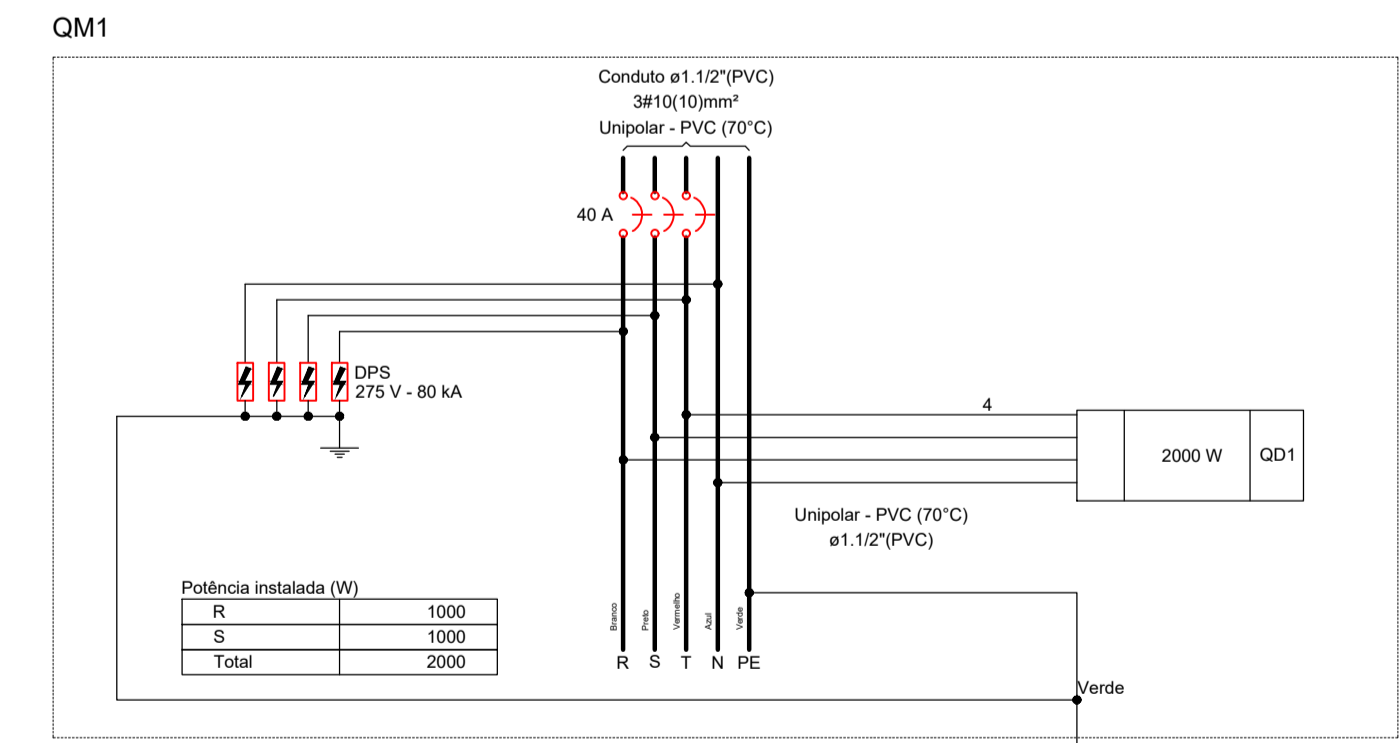 QM1
Conduto ø1.1/2"(PVC)
3#10(10)mm²
Unipolar - PVC (70°C)
40 A
DPS
275 V - 80 kA
4
2000 W
QD1
Unipolar - PVC (70°C)
ø1.1/2"(PVC)
Potência instalada (W)
R 1000
S 1000
Total 2000
Branco
Preto
Vermelho
Azul
Verde
R S T N PE
Verde